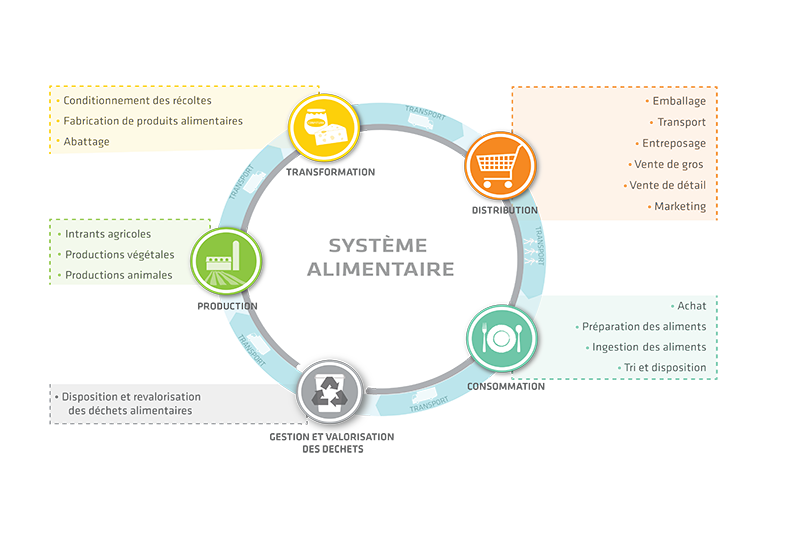 • Conditionnement des récoltes
• Fabrication de produits alimentaires
• Abattage
TRANSFORMATION
TRANSPORT
• Emballage
• Transport
• Entreposage
• Vente de gros
• Vente de détail
• Marketing
DISTRIBUTION
TRANSPORT
• Achat
• Préparation des aliments
• Ingestion des aliments
• Tri et disposition
CONSOMMATION
TRANSPORT
• Disposition et revalorisation
des déchets alimentaires
GESTION ET VALORISATION
DES DECHETS
TRANSPORT
• Intrants agricoles
• Productions végétales
• Productions animales
PRODUCTION
TRANSPORT
SYSTÈME
ALIMENTAIRE